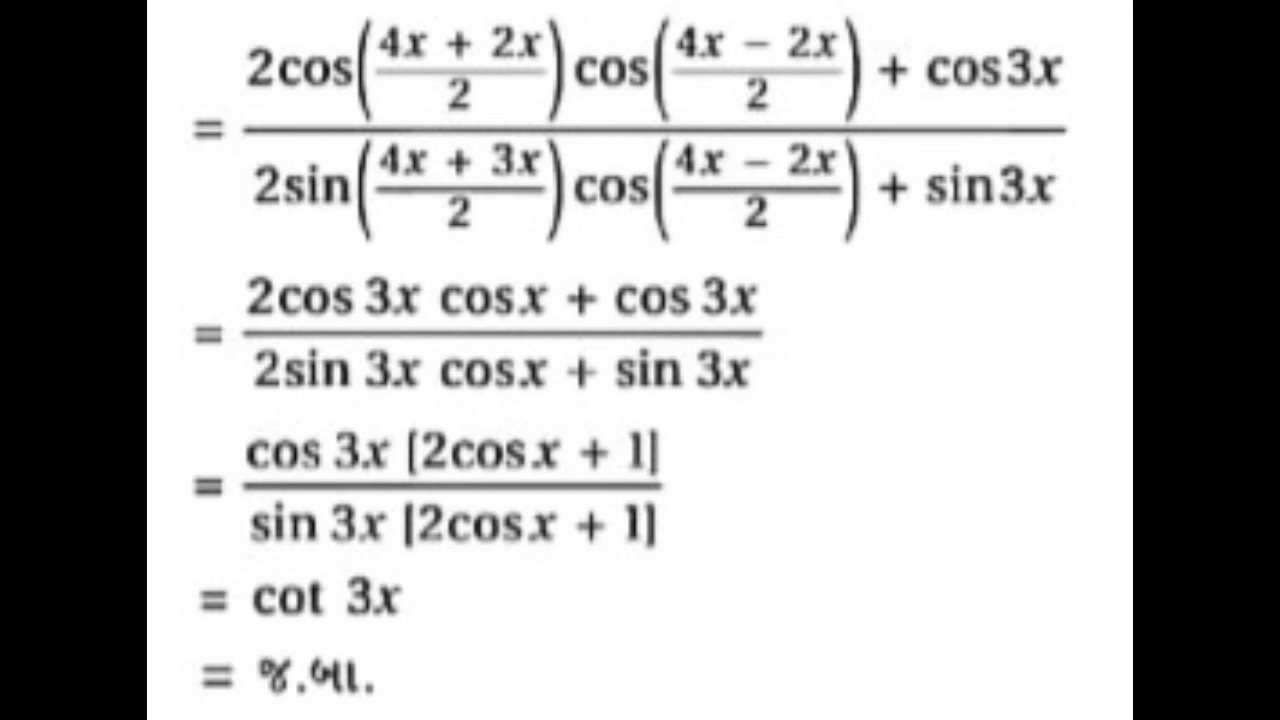 = (2cos((4x + 2x)/2) cos((4x − 2x)/2) + cos3x)/(2sin((4x + 3x)/2) cos((4x − 2x)/2) + sin3x)
= (2cos 3x cosx + cos 3x)/(2sin 3x cosx + sin 3x)
= (cos 3x [2cosx + 1])/(sin 3x [2cosx + 1])
= cot 3x
= જ.બા.